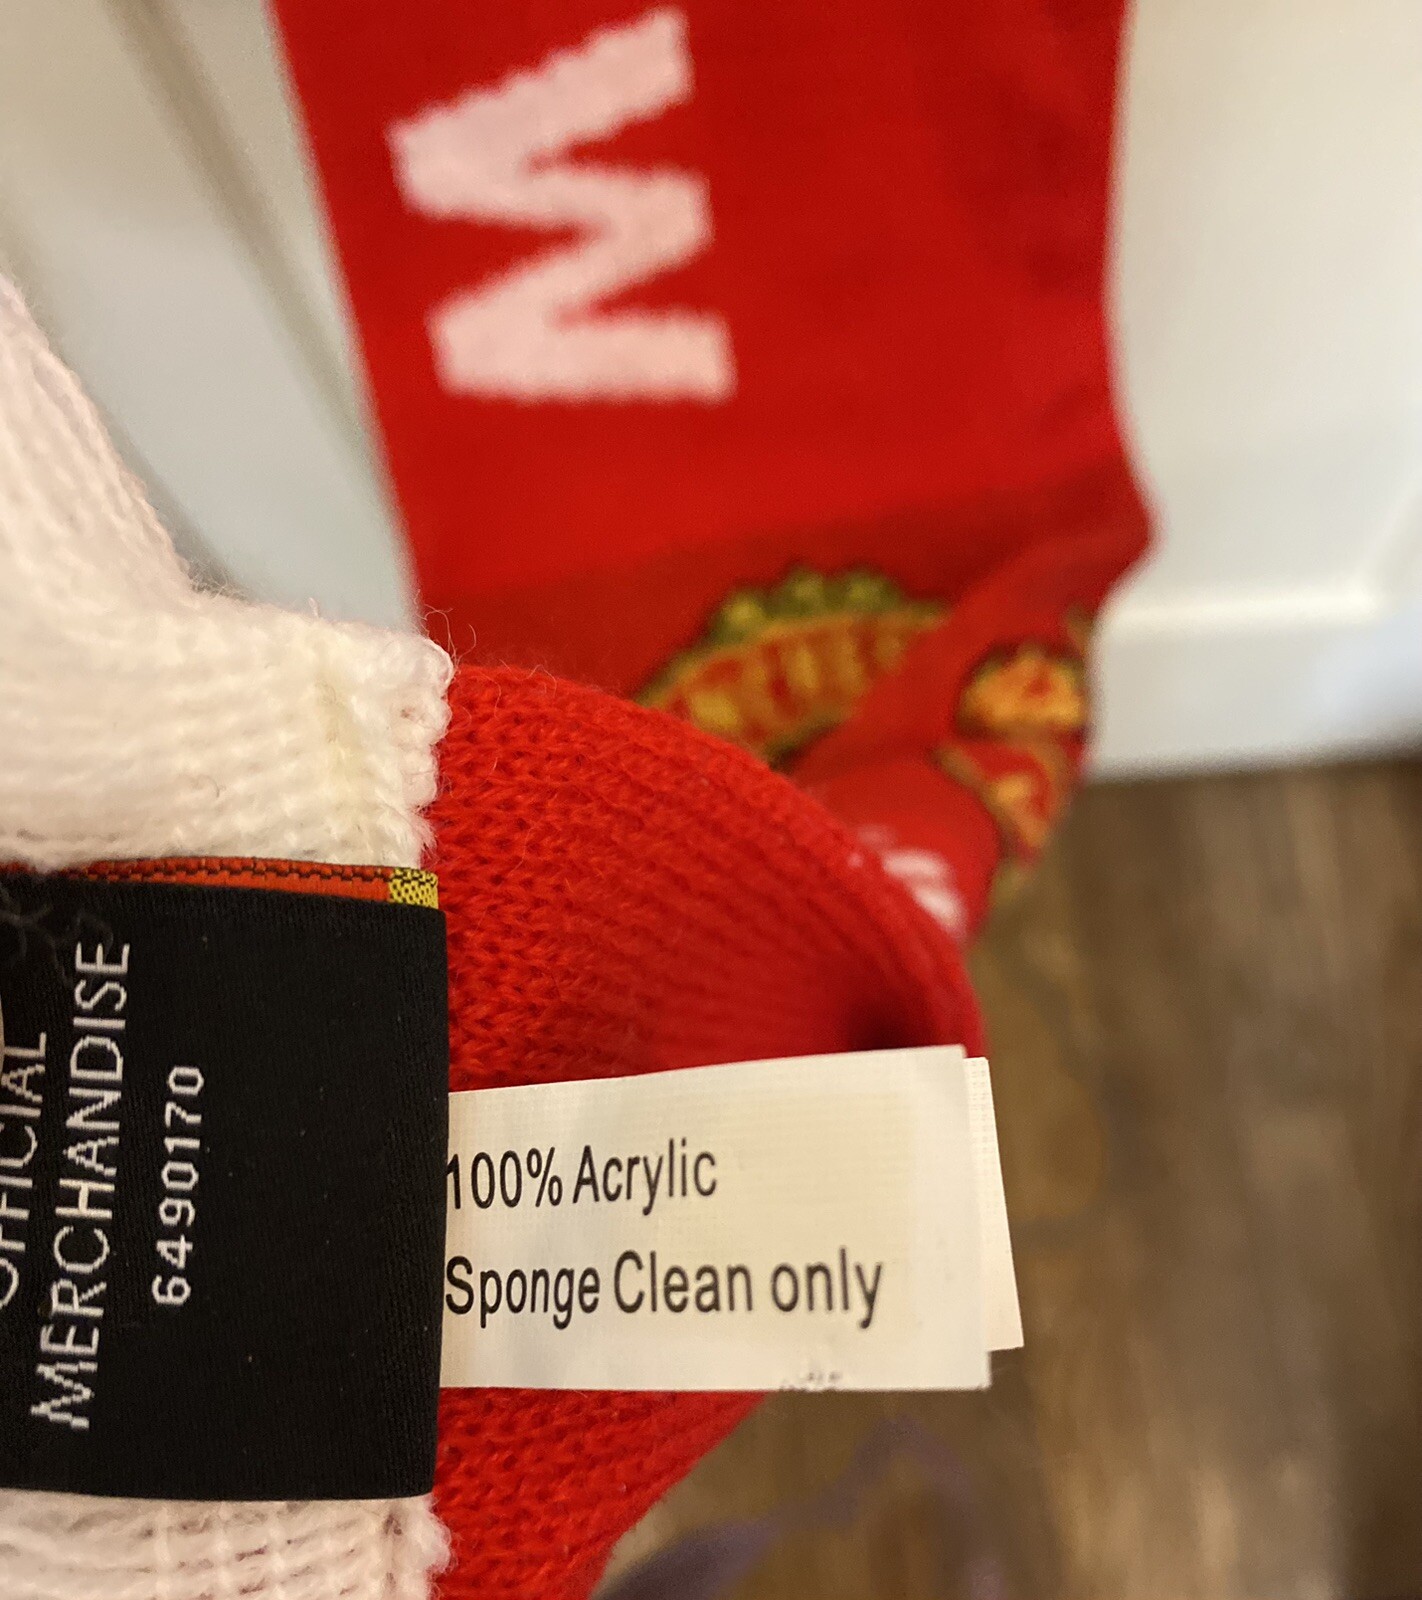 M
OFFICIAL
MERCHANDISE
6490170
100% Acrylic
Sponge Clean only